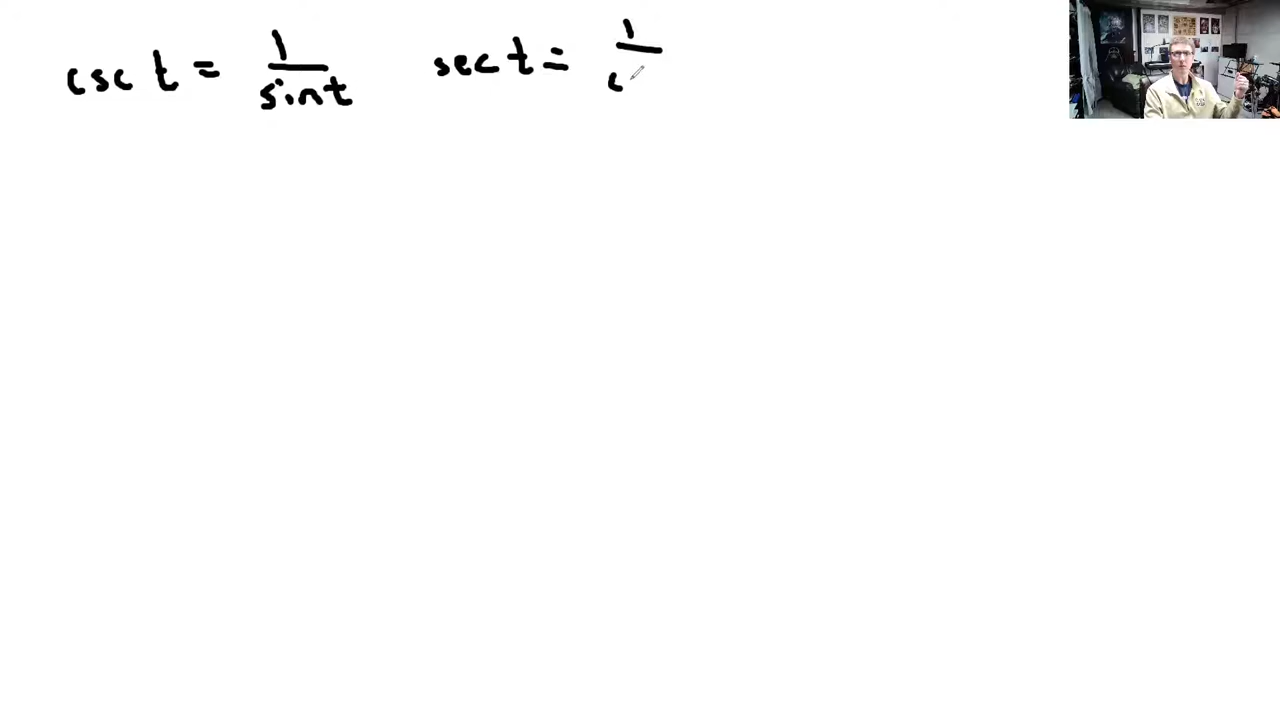 csc t = 1/sin t sec t = 1/c